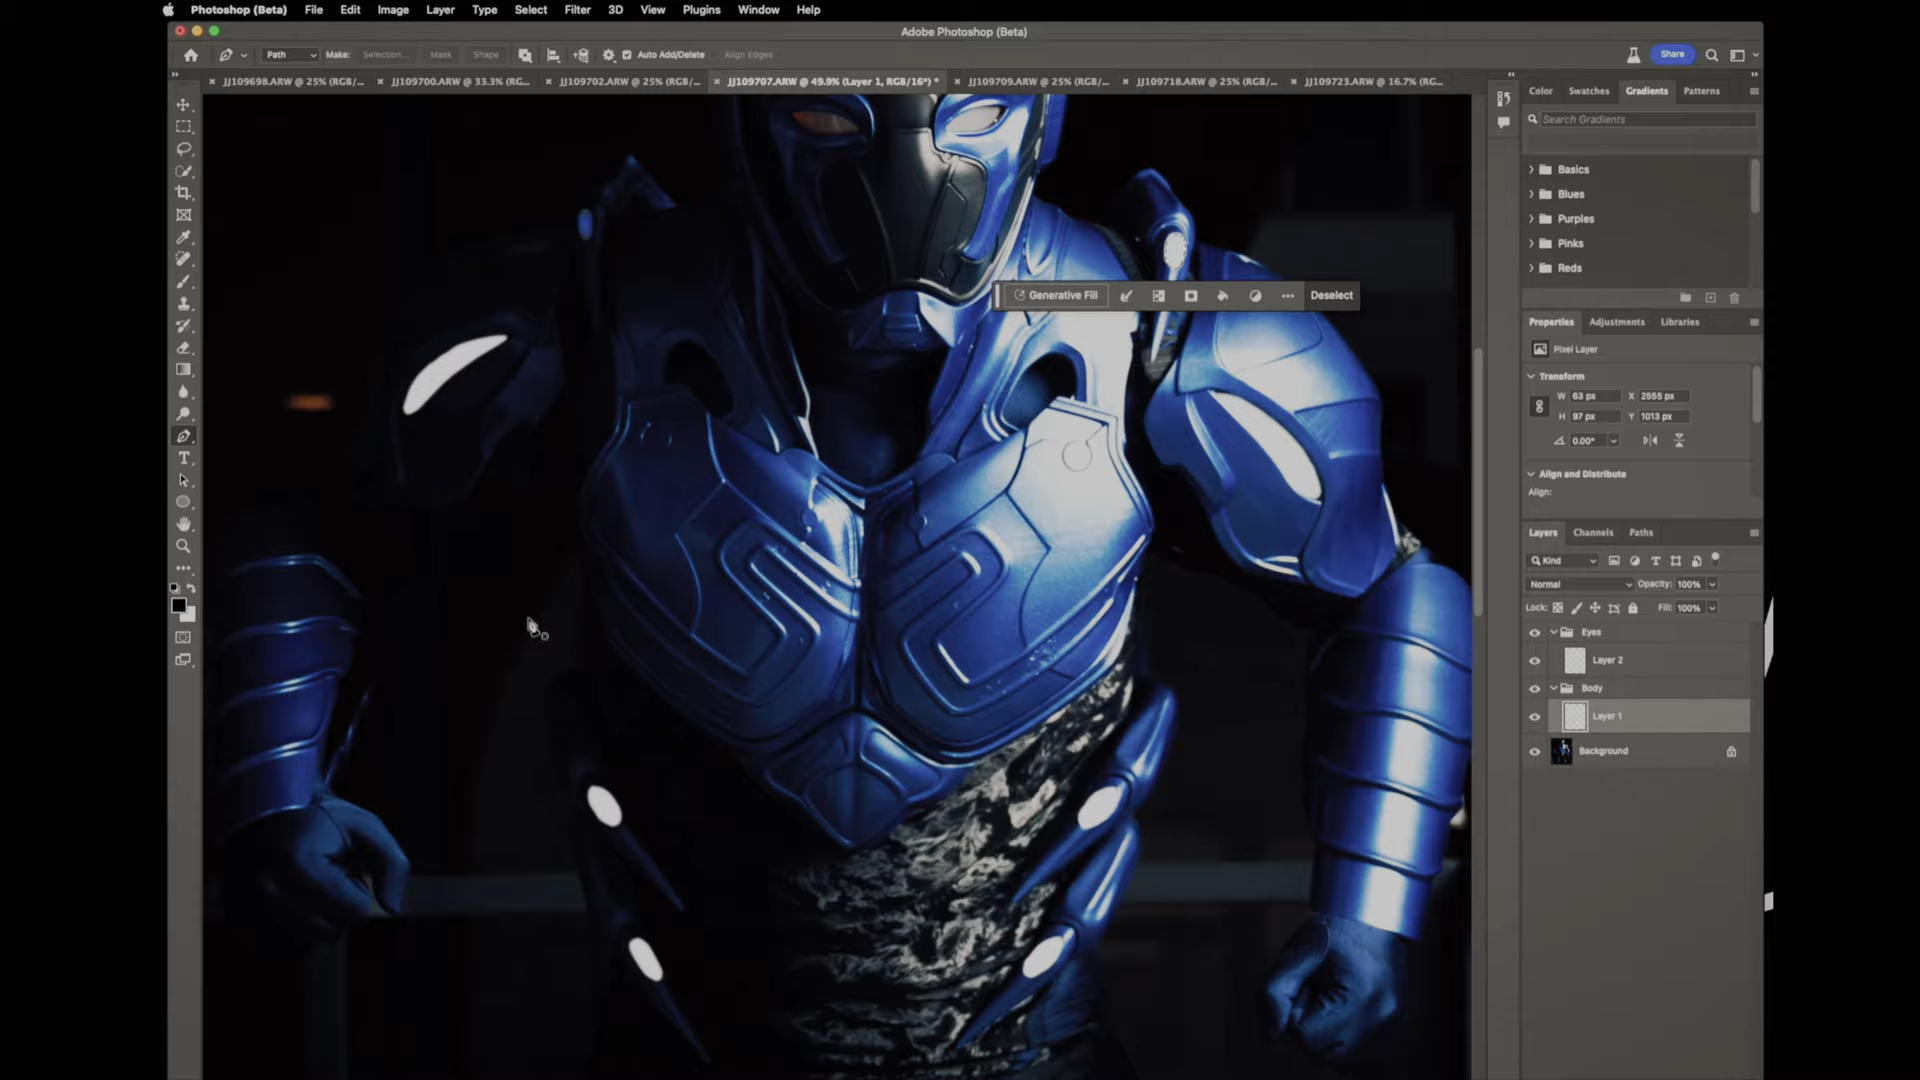 Photoshop (Beta) File Edit Image Layer Type Select Filter 3D View Plugins Window Help
Adobe Photoshop (Beta)
Path Make: Selection... Mask Shape Auto Add/Delete Align Edges Share
JJ109698.ARW @ 25% (RGB/... JJ109700.ARW @ 33.3% (RG... JJ109702.ARW @ 25% (RGB/... JJ109707.ARW @ 49.9% (Layer 1, RGB/16*) * JJ109709.ARW @ 25% (RGB/... JJ109718.ARW @ 25% (RGB/... JJ109723.ARW @ 16.7% (RG...
Color Swatches Gradients Patterns
Search Gradients
Basics
Blues
Purples
Pinks
Reds
Generative Fill Deselect
Properties Adjustments Libraries
Pixel Layer
Transform
W 63 px X 2555 px
H 97 px Y 1013 px
0.00°
Align and Distribute
Align:
Layers Channels Paths
Kind
Normal Opacity: 100%
Lock: Fill: 100%
Eyes
Layer 2
Body
Layer 1
Background